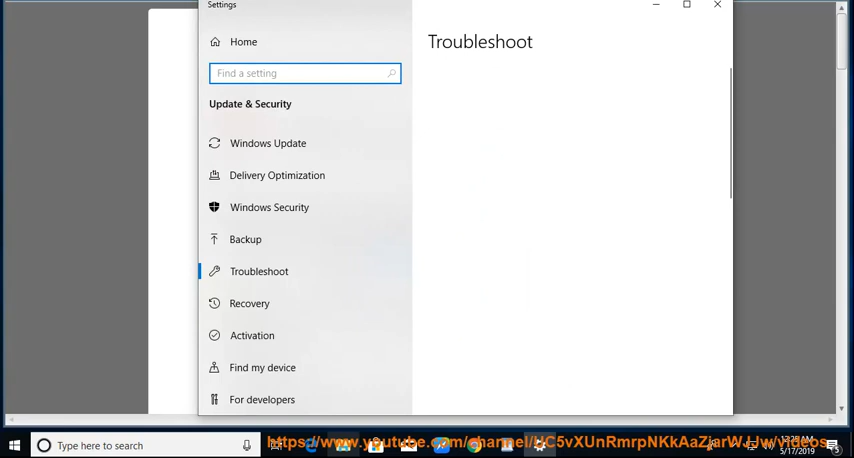 Settings
Home
Find a setting
Update & Security
Windows Update
Delivery Optimization
Windows Security
Backup
Troubleshoot
Recovery
Activation
Find my device
For developers
Troubleshoot
Type here to search
5/17/2019
5